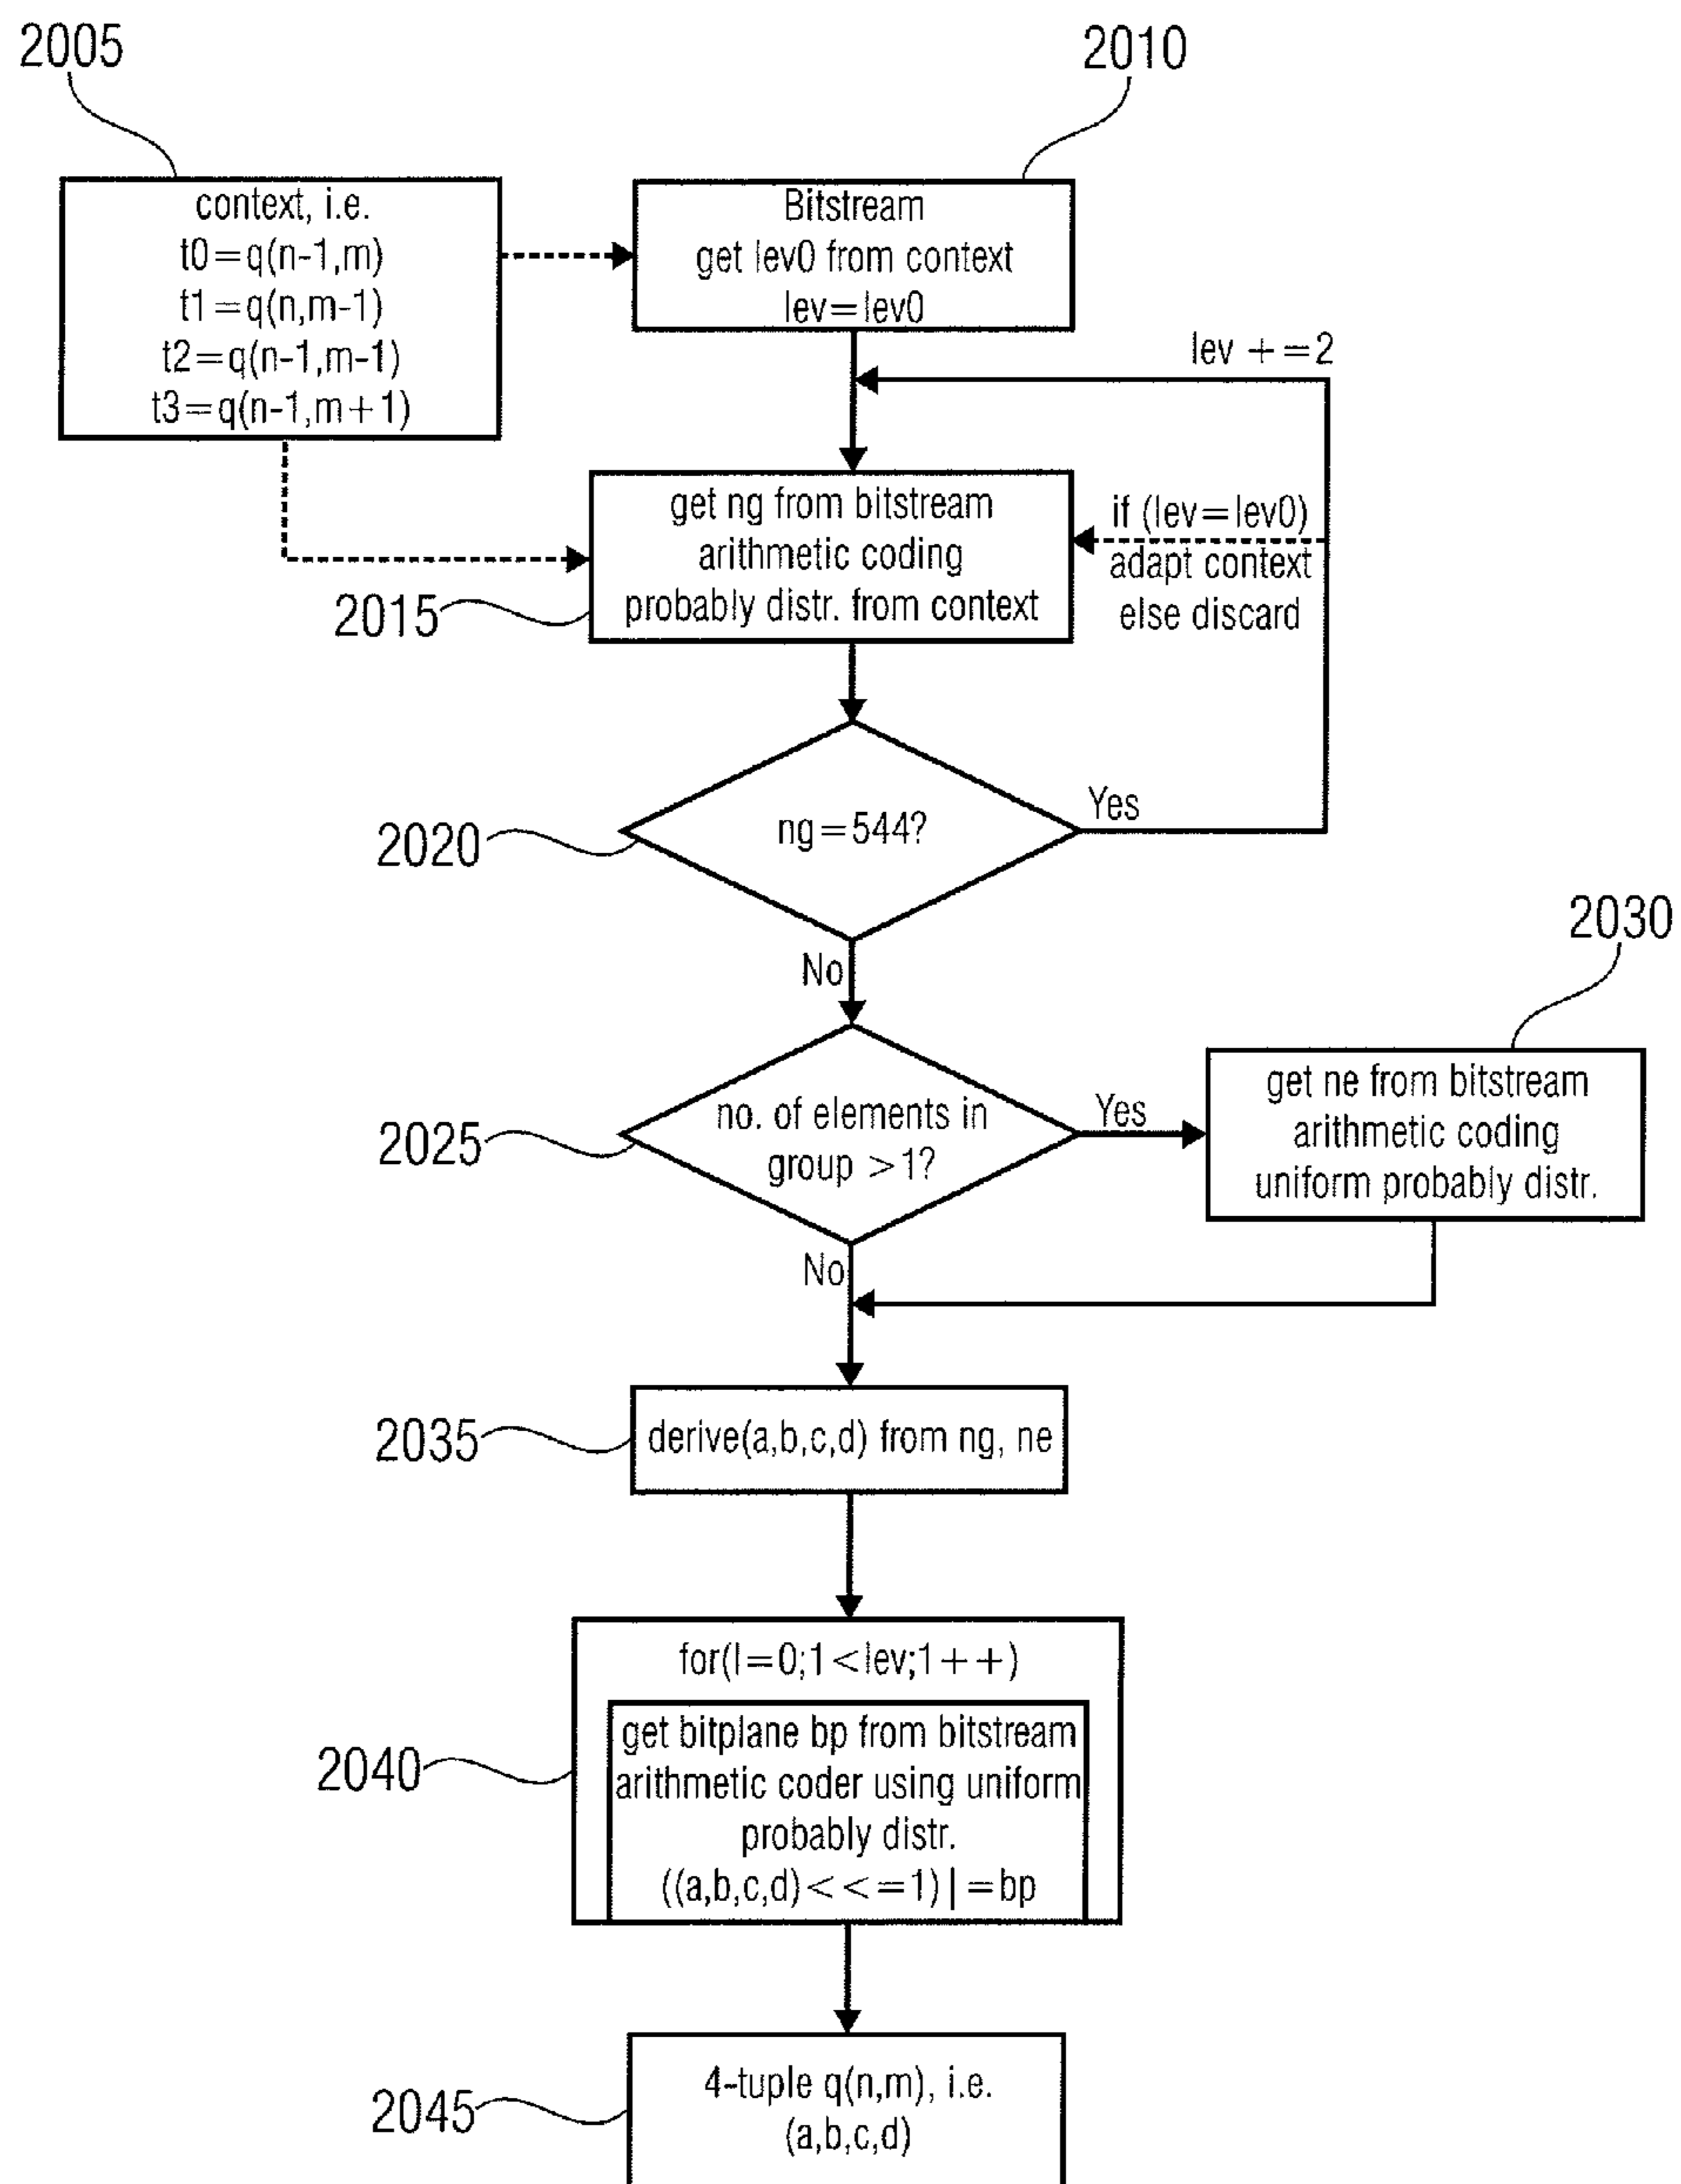 2005
2010
context, i.e.
t0=q(n-1,m)
t1=q(n,m-1)
t2=q(n-1,m-1)
t3=q(n-1,m+1)
Bitstream
get lev0 from context
lev=lev0
lev +=2
get ng from bitstream
arithmetic coding
probably distr. from context
if (lev=lev0)
adapt context
else discard
2015
ng=544?
Yes
2020
No
2030
no. of elements in
group >1?
Yes
2025
get ne from bitstream
arithmetic coding
uniform probably distr.
No
derive(a,b,c,d) from ng, ne
2035
for(l=0;1<lev;1++)
get bitplane bp from bitstream
arithmetic coder using uniform
probably distr.
((a,b,c,d)<<=1)|=bp
2040
4-tuple q(n,m), i.e.
(a,b,c,d)
2045